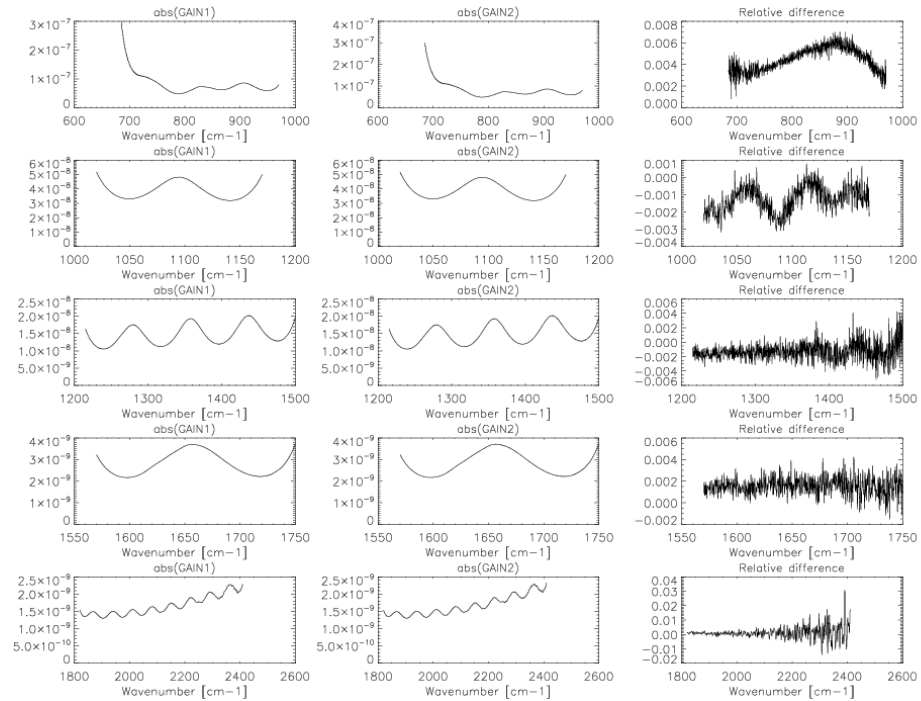 abs(GAIN1) abs(GAIN2) Relative difference
3×10⁻⁷ 4×10⁻⁷ 0.008
2×10⁻⁷ 3×10⁻⁷ 0.006
1×10⁻⁷ 2×10⁻⁷ 0.004
0 1×10⁻⁷ 0.002
0 0.000
600 700 800 900 1000 600 700 800 900 1000 600 700 800 900 1000
Wavenumber [cm-1] Wavenumber [cm-1] Wavenumber [cm-1]
abs(GAIN1) abs(GAIN2) Relative difference
6×10⁻⁸ 6×10⁻⁸ 0.001
5×10⁻⁸ 5×10⁻⁸ 0.000
4×10⁻⁸ 4×10⁻⁸ −0.001
3×10⁻⁸ 3×10⁻⁸ −0.002
2×10⁻⁸ 2×10⁻⁸ −0.003
1×10⁻⁸ 1×10⁻⁸ −0.004
0 0
1000 1050 1100 1150 1200 1000 1050 1100 1150 1200 1000 1050 1100 1150 1200
Wavenumber [cm-1] Wavenumber [cm-1] Wavenumber [cm-1]
abs(GAIN1) abs(GAIN2) Relative difference
2.5×10⁻⁸ 2.5×10⁻⁸ 0.006
2.0×10⁻⁸ 2.0×10⁻⁸ 0.004
1.5×10⁻⁸ 1.5×10⁻⁸ 0.002
1.0×10⁻⁸ 1.0×10⁻⁸ 0.000
5.0×10⁻⁹ 5.0×10⁻⁹ −0.002
0 0 −0.004
−0.006
1200 1300 1400 1500 1200 1300 1400 1500 1200 1300 1400 1500
Wavenumber [cm-1] Wavenumber [cm-1] Wavenumber [cm-1]
abs(GAIN1) abs(GAIN2) Relative difference
4×10⁻⁹ 4×10⁻⁹ 0.006
3×10⁻⁹ 3×10⁻⁹ 0.004
2×10⁻⁹ 2×10⁻⁹ 0.002
1×10⁻⁹ 1×10⁻⁹ 0.000
0 0 −0.002
1550 1600 1650 1700 1750 1550 1600 1650 1700 1750 1550 1600 1650 1700 1750
Wavenumber [cm-1] Wavenumber [cm-1] Wavenumber [cm-1]
abs(GAIN1) abs(GAIN2) Relative difference
2.5×10⁻⁹ 2.5×10⁻⁹ 0.04
2.0×10⁻⁹ 2.0×10⁻⁹ 0.03
1.5×10⁻⁹ 1.5×10⁻⁹ 0.02
1.0×10⁻⁹ 1.0×10⁻⁹ 0.01
5.0×10⁻¹⁰ 5.0×10⁻¹⁰ 0.00
0 0 −0.01
−0.02
1800 2000 2200 2400 2600 1800 2000 2200 2400 2600 1800 2000 2200 2400 2600
Wavenumber [cm-1] Wavenumber [cm-1] Wavenumber [cm-1]